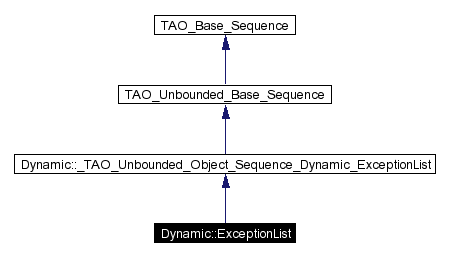 TAO_Base_Sequence
TAO_Unbounded_Base_Sequence
Dynamic::_TAO_Unbounded_Object_Sequence_Dynamic_ExceptionList
Dynamic::ExceptionList